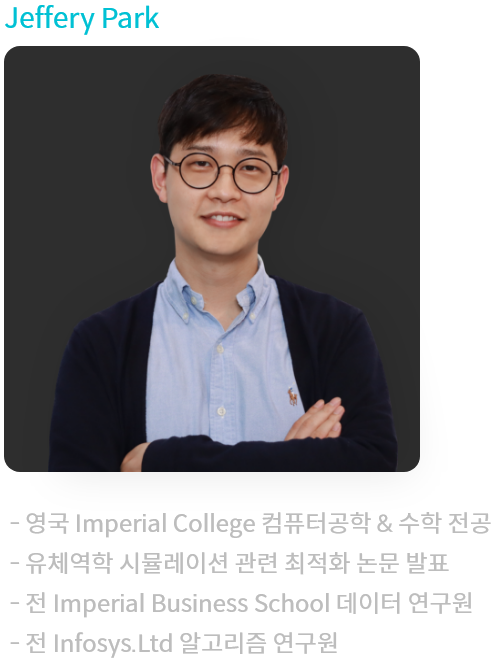 Jeffery Park
- 영국 Imperial College 컴퓨터공학 & 수학 전공
- 유체역학 시뮬레이션 관련 최적화 논문 발표
- 전 Imperial Business School 데이터 연구원
- 전 Infosys.Ltd 알고리즘 연구원